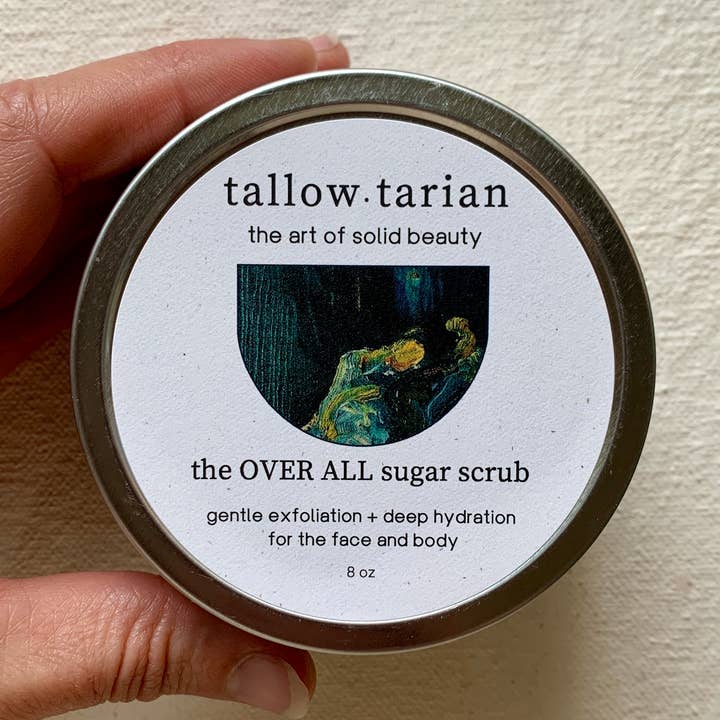 tallow.tarian
the art of solid beauty
the OVER ALL sugar scrub
gentle exfoliation + deep hydration
for the face and body
8 oz